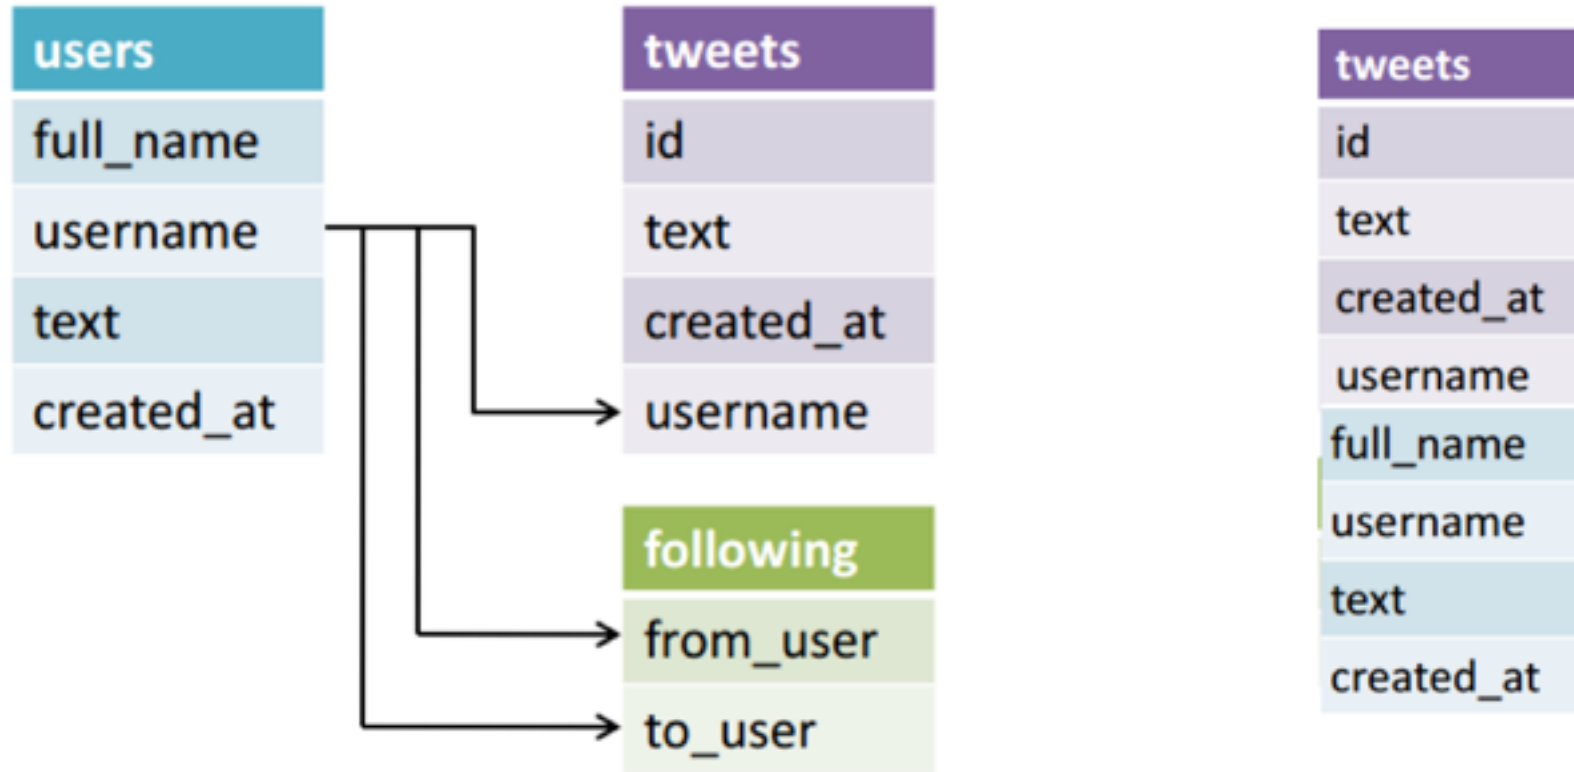 users
full_name
username
text
created_at
tweets
id
text
created_at
username
following
from_user
to_user
tweets
id
text
created_at
username
full_name
username
text
created_at